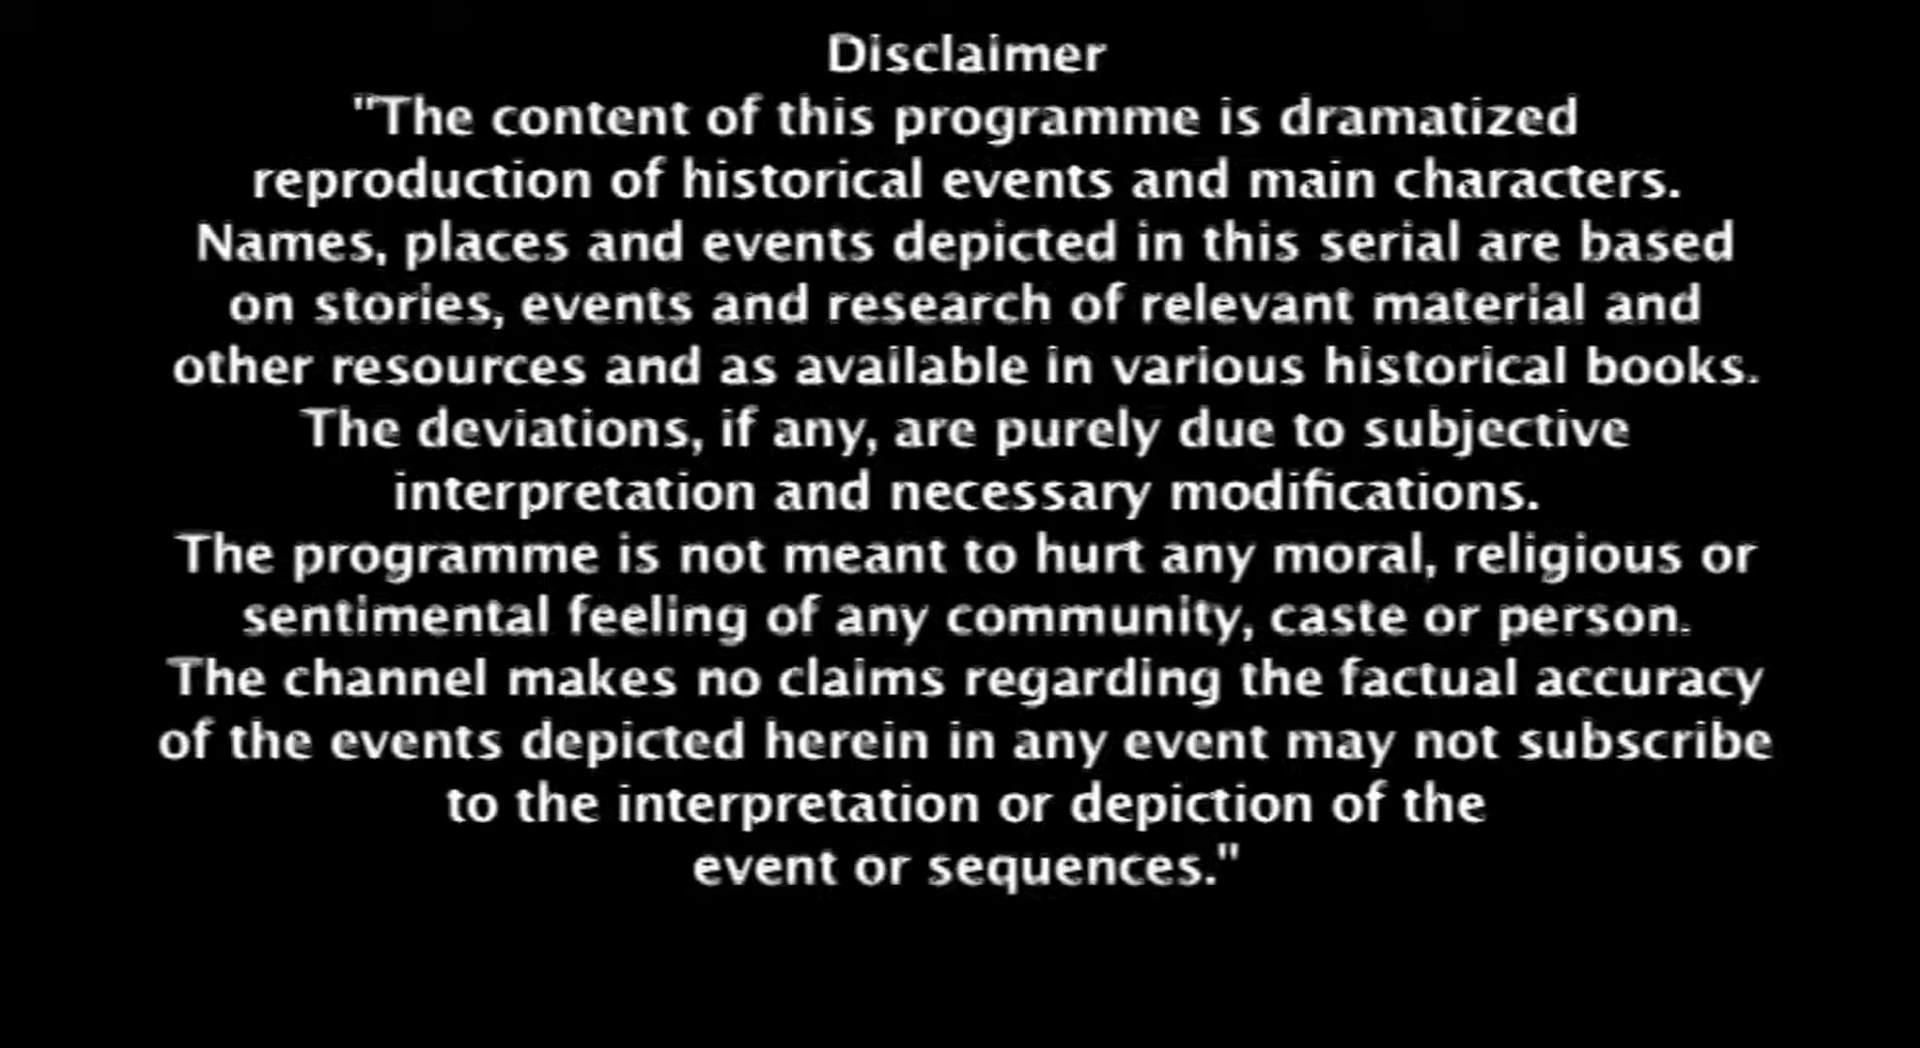 Disclaimer
"The content of this programme is dramatized
reproduction of historical events and main characters.
Names, places and events depicted in this serial are based
on stories, events and research of relevant material and
other resources and as available in various historical books.
The deviations, if any, are purely due to subjective
interpretation and necessary modifications.
The programme is not meant to hurt any moral, religious or
sentimental feeling of any community, caste or person.
The channel makes no claims regarding the factual accuracy
of the events depicted herein in any event may not subscribe
to the interpretation or depiction of the
event or sequences."